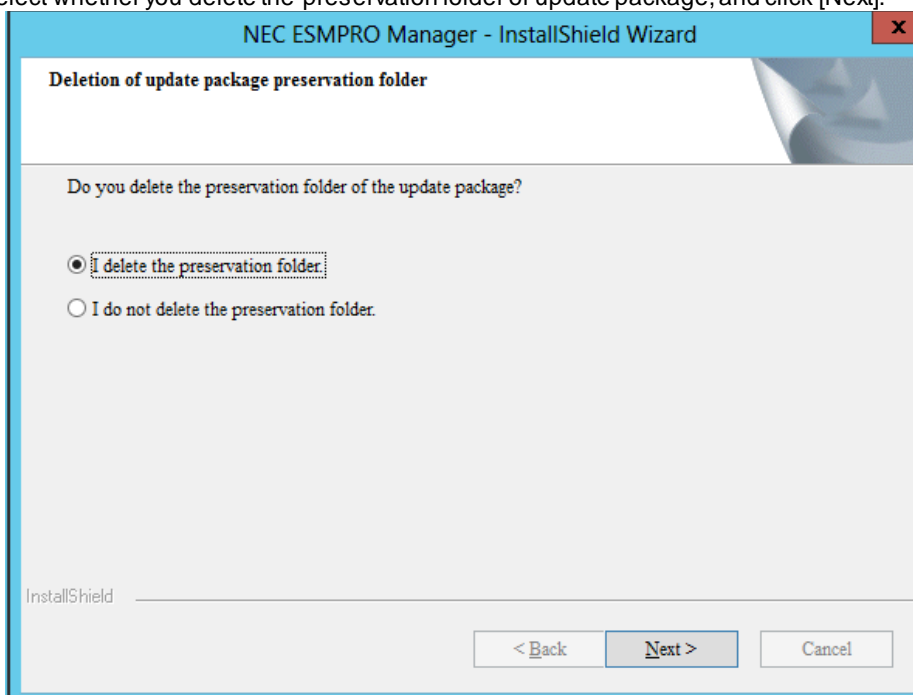 elect whether you delete the preservation folder of update package, and click [Next].
NEC ESMPRO Manager - InstallShield Wizard
x
Deletion of update package preservation folder
Do you delete the preservation folder of the update package?
I delete the preservation folder.
I do not delete the preservation folder.
InstallShield
< Back Next > Cancel